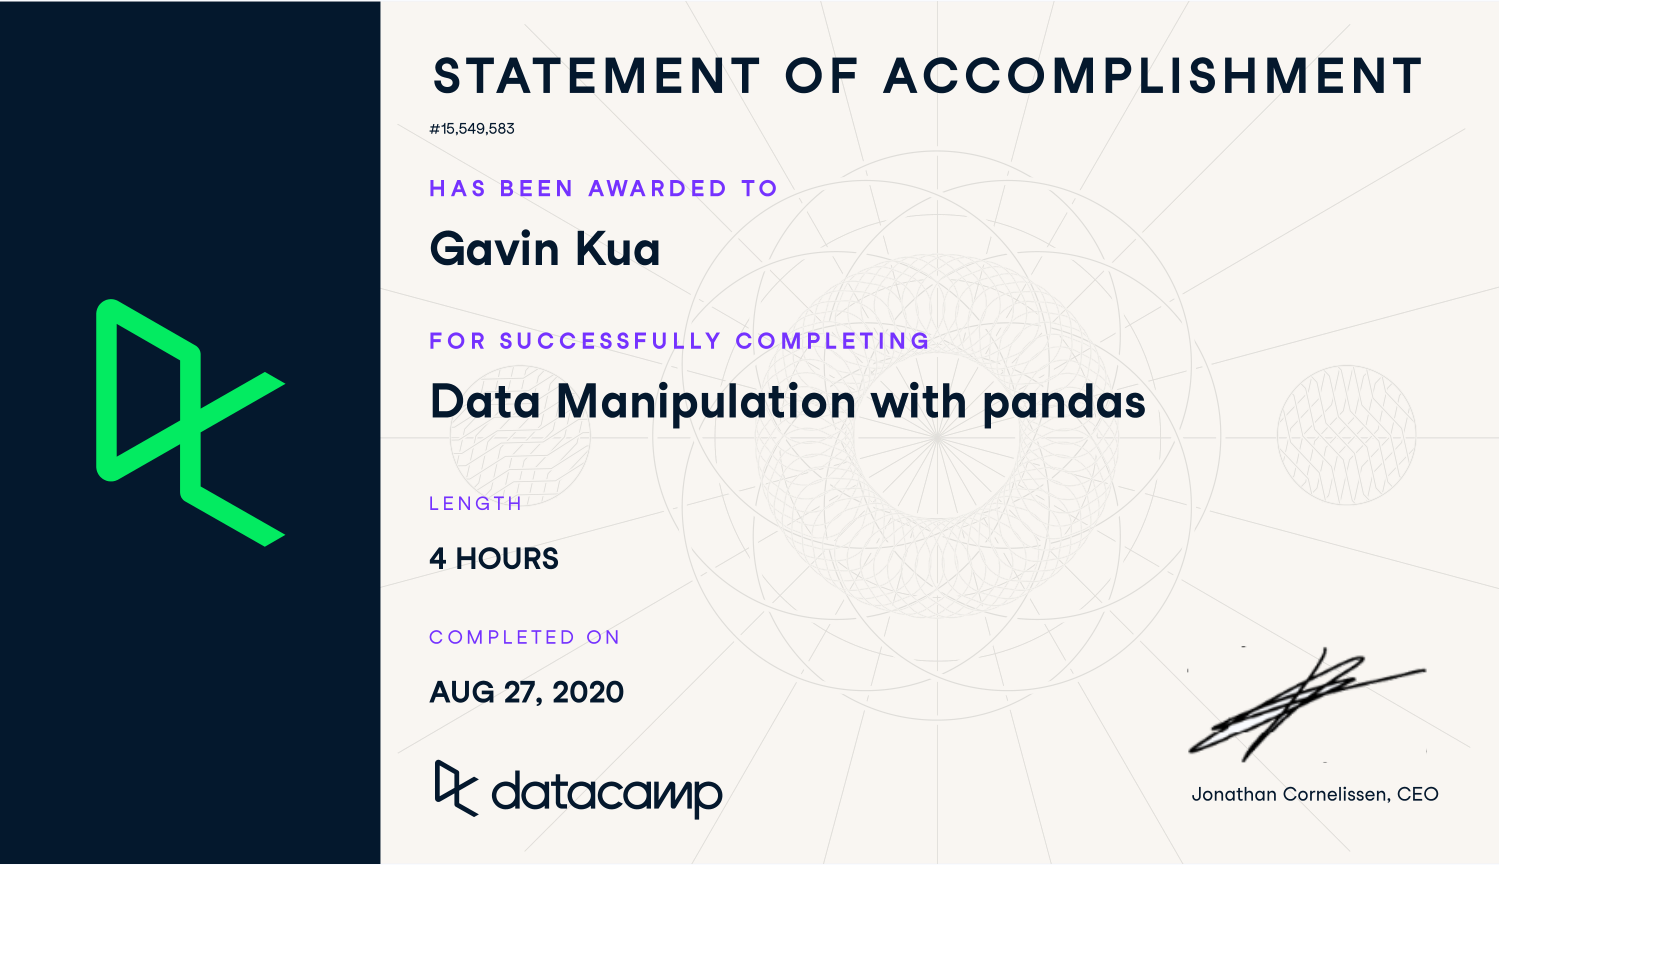 STATEMENT OF ACCOMPLISHMENT
#15,549,583
HAS BEEN AWARDED TO
Gavin Kua
FOR SUCCESSFULLY COMPLETING
Data Manipulation with pandas
LENGTH
4 HOURS
COMPLETED ON
AUG 27, 2020
datacamp
Jonathan Cornelissen, CEO